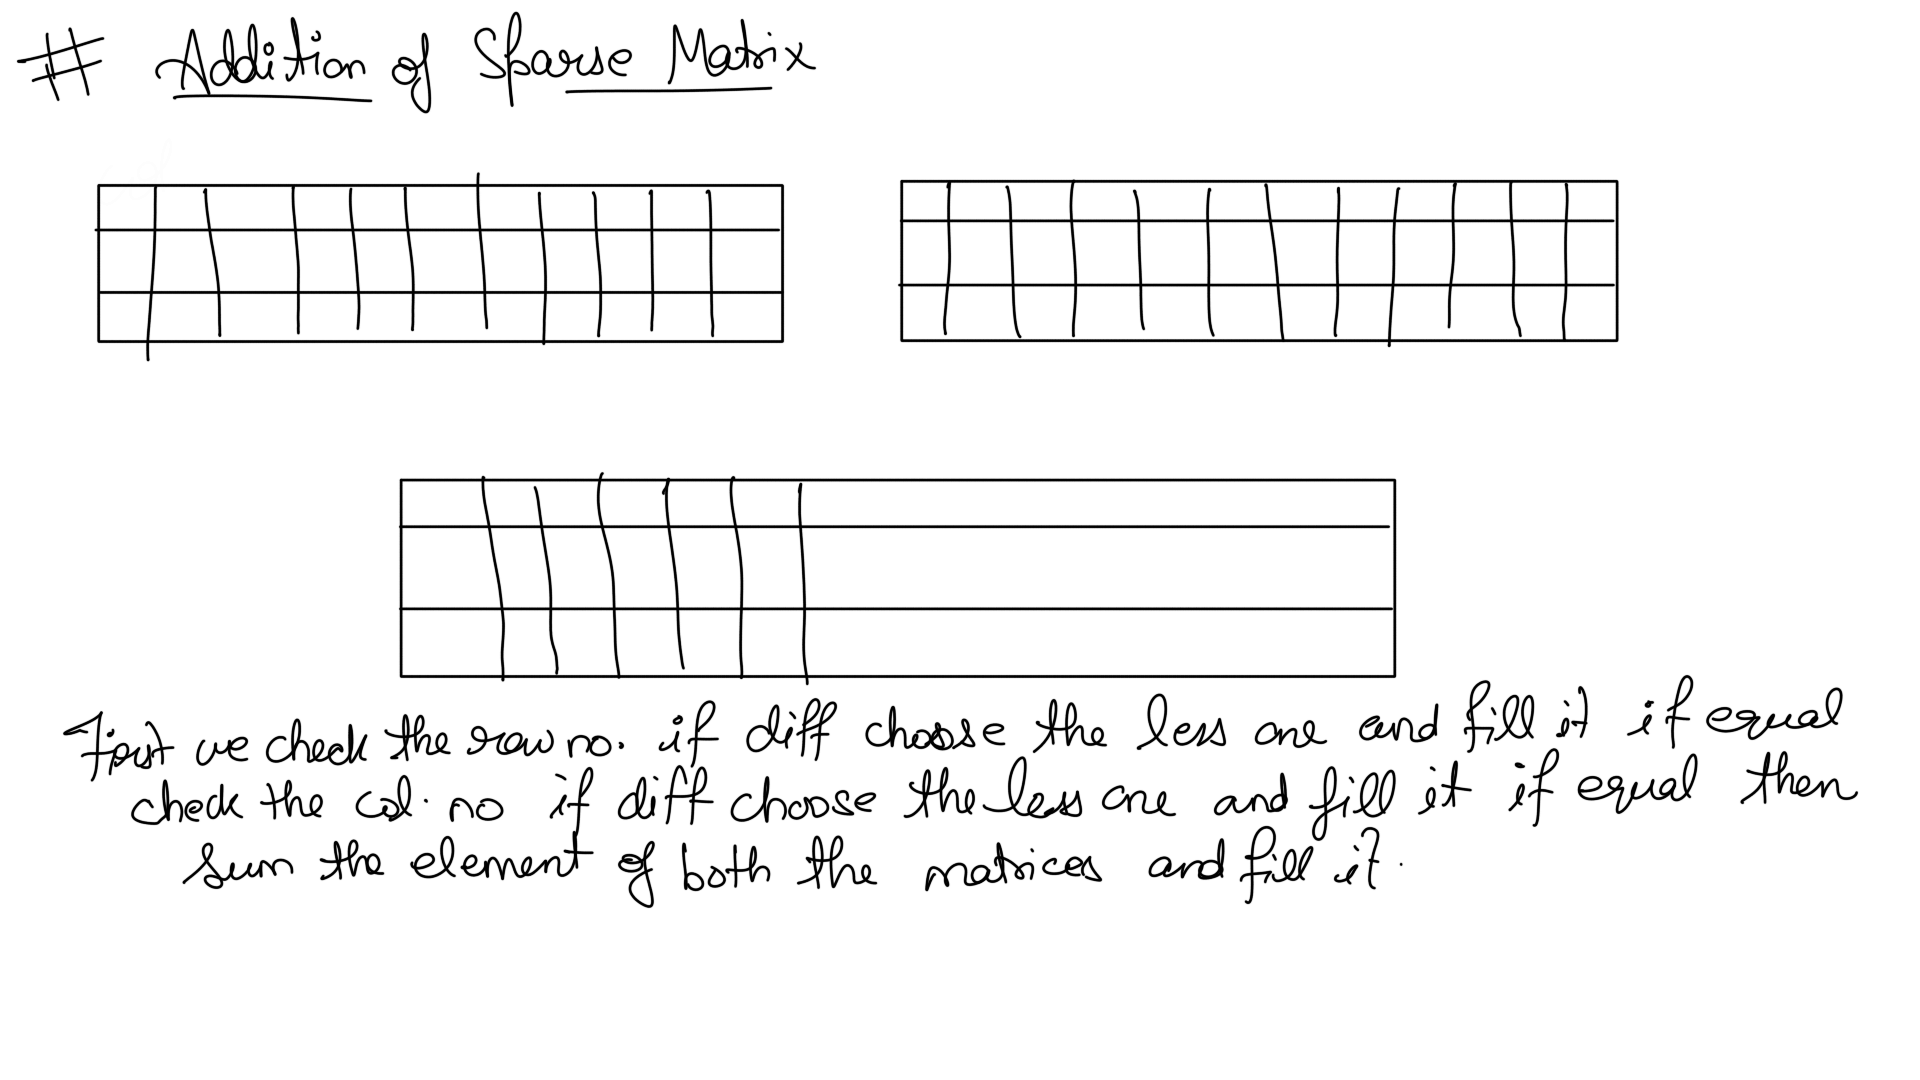 # Addition of Sparse Matrix
First we check the row no. if diff choose the less one and fill it if equal
check the col. no if diff choose the less one and fill it if equal then
sum the element of both the matrices and fill it.